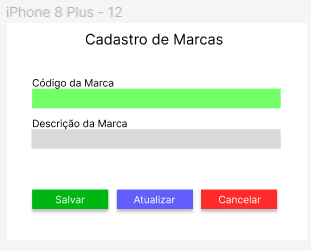 iPhone 8 Plus - 12
Cadastro de Marcas
Código da Marca
Descrição da Marca
Salvar
Atualizar
Cancelar